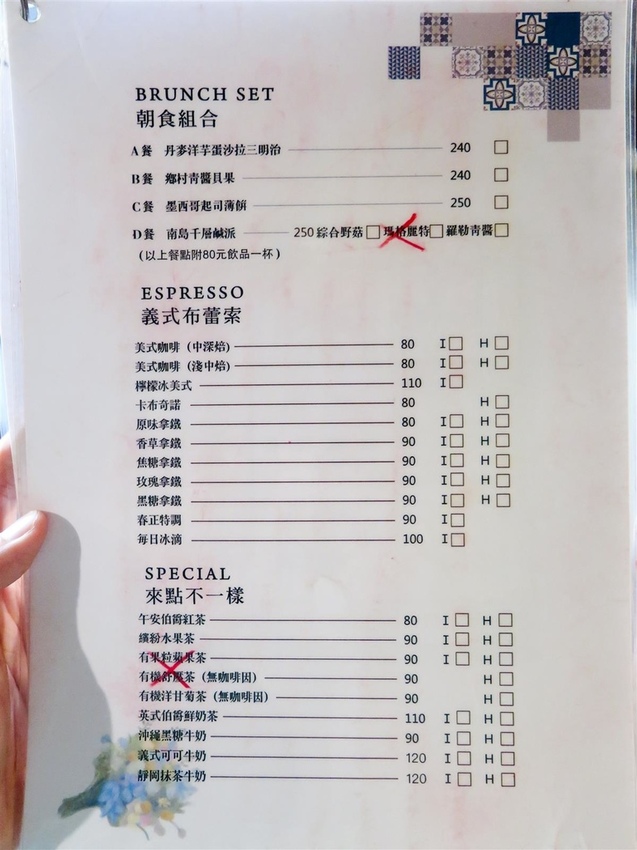 BRUNCH SET
朝食組合
A餐 丹麥洋芋蛋沙拉三明治 240 □
B餐 鄉村青醬貝果 240 □
C餐 墨西哥起司薄餅 250 □
D餐 南島千層鹹派 250 綜合野菇□ 瑪格麗特□ 羅勒青醬□
(以上餐點附80元飲品一杯)
ESPRESSO
義式布蕾索
美式咖啡 (中深焙) 80 I□ H□
美式咖啡 (淺中焙) 80 I□ H□
檸檬冰美式 110 I□
卡布奇諾 80 H□
原味拿鐵 80 I□ H□
香草拿鐵 90 I□ H□
焦糖拿鐵 90 I□ H□
玫瑰拿鐵 90 I□ H□
黑糖拿鐵 90 I□ H□
春正特調 90 I□
每日冰滴 100 I□
SPECIAL
來點不一樣
午安伯爵紅茶 80 I□ H□
繽紛水果茶 90 I□ H□
有果粒蘋果茶 90 I□ H□
有機舒壓茶 (無咖啡因) 90 H□
有機洋甘菊茶 (無咖啡因) 90 H□
英式伯爵鮮奶茶 110 I□ H□
沖繩黑糖牛奶 90 I□ H□
義式可可牛奶 120 I□ H□
靜岡抹茶牛奶 120 I□ H□